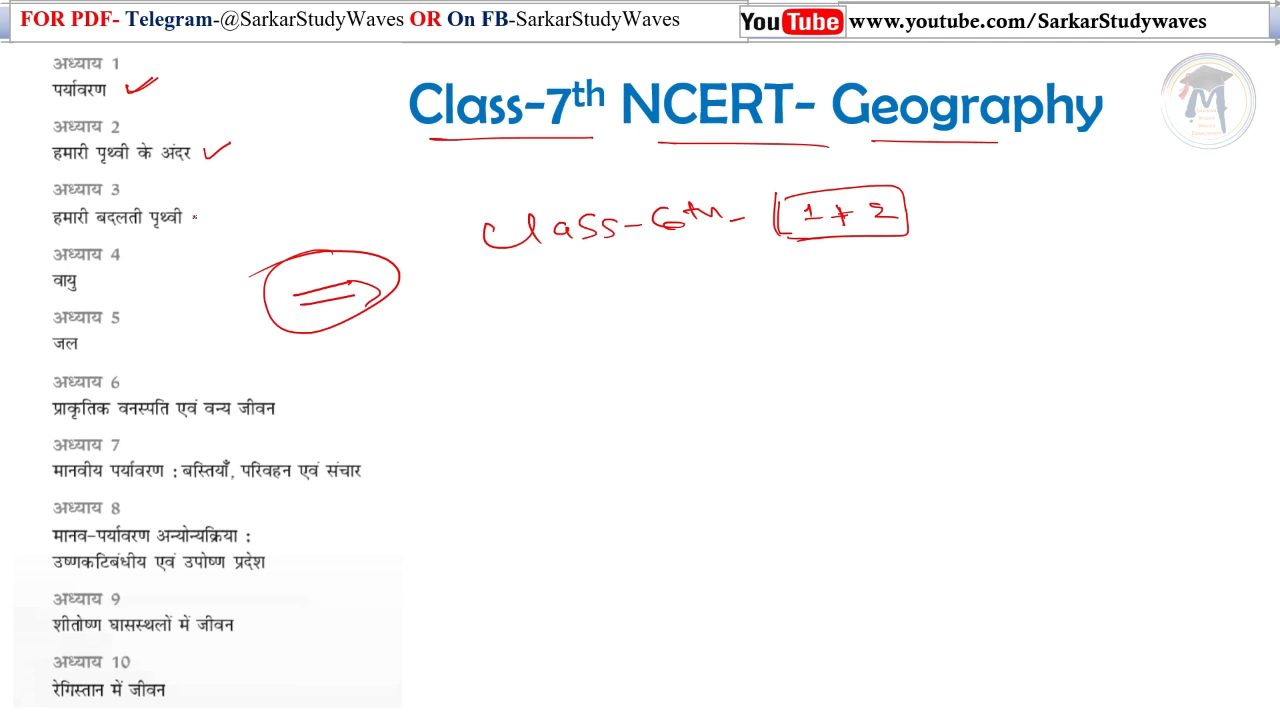 FOR PDF- Telegram-@SarkarStudyWaves OR On FB-SarkarStudyWaves
YouTube www.youtube.com/SarkarStudywaves
Class-7th NCERT- Geography
Class-6th- 1+2
अध्याय 1
पर्यावरण
अध्याय 2
हमारी पृथ्वी के अंदर
अध्याय 3
हमारी बदलती पृथ्वी
अध्याय 4
वायु
अध्याय 5
जल
अध्याय 6
प्राकृतिक वनस्पति एवं वन्य जीवन
अध्याय 7
मानवीय पर्यावरण : बस्तियाँ, परिवहन एवं संचार
अध्याय 8
मानव-पर्यावरण अन्योन्यक्रिया :
उष्णकटिबंधीय एवं उपोष्ण प्रदेश
अध्याय 9
शीतोष्ण घासस्थलों में जीवन
अध्याय 10
रेगिस्तान में जीवन